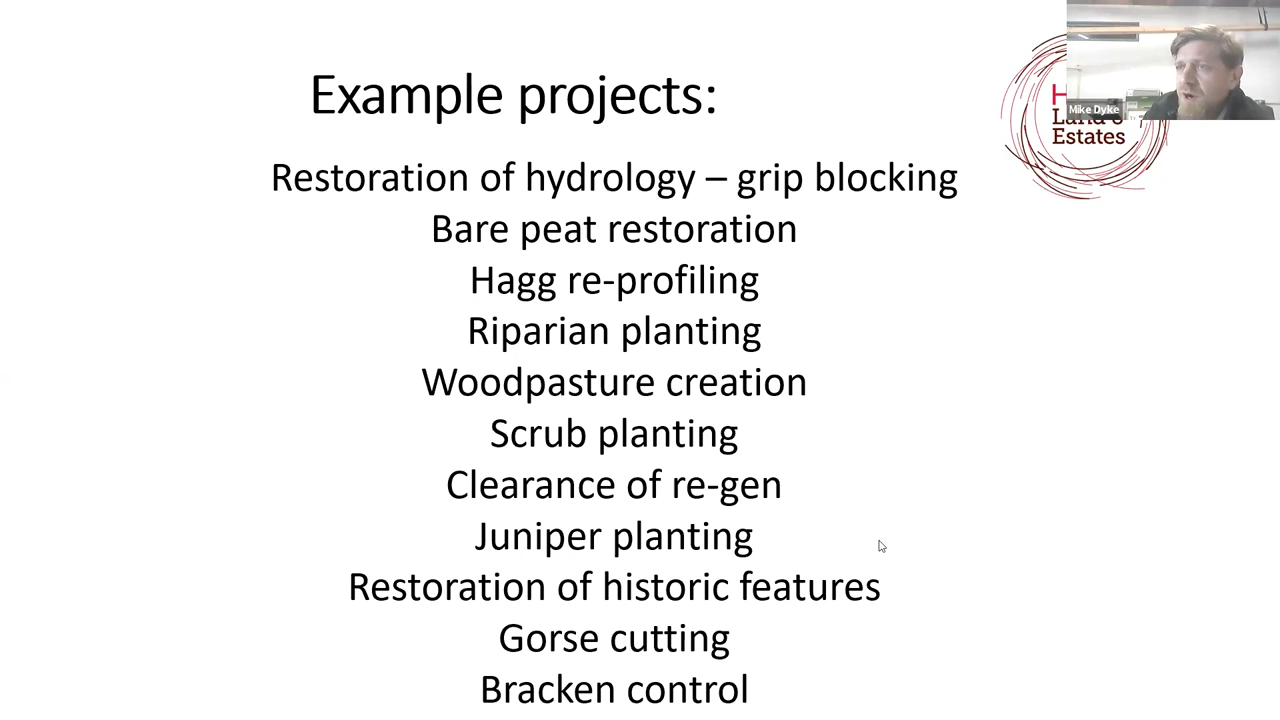 Example projects:
Mike Dyke
Estates
Restoration of hydrology – grip blocking
Bare peat restoration
Hagg re-profiling
Riparian planting
Woodpasture creation
Scrub planting
Clearance of re-gen
Juniper planting
Restoration of historic features
Gorse cutting
Bracken control